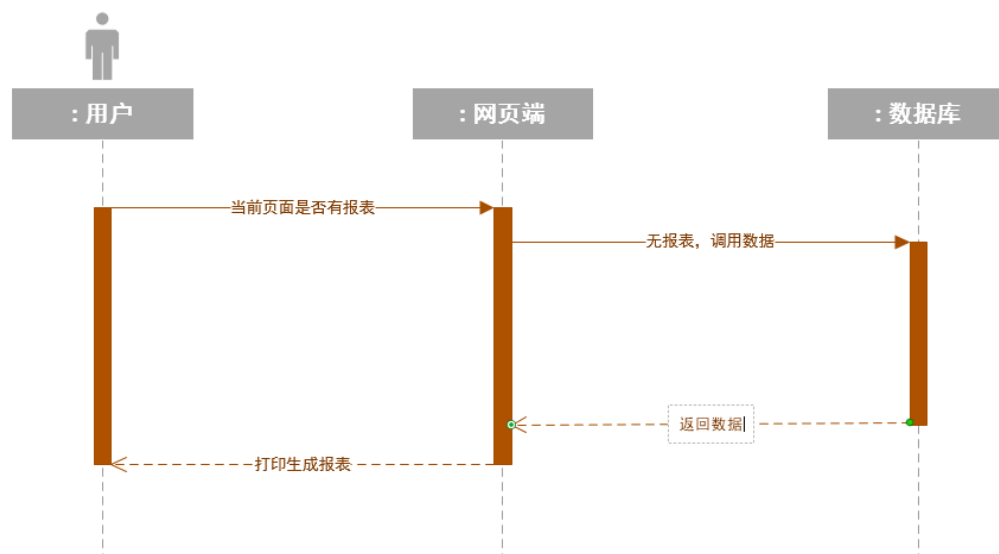 : 用户
: 网页端
: 数据库
当前页面是否有报表
无报表，调用数据
返回数据
打印生成报表